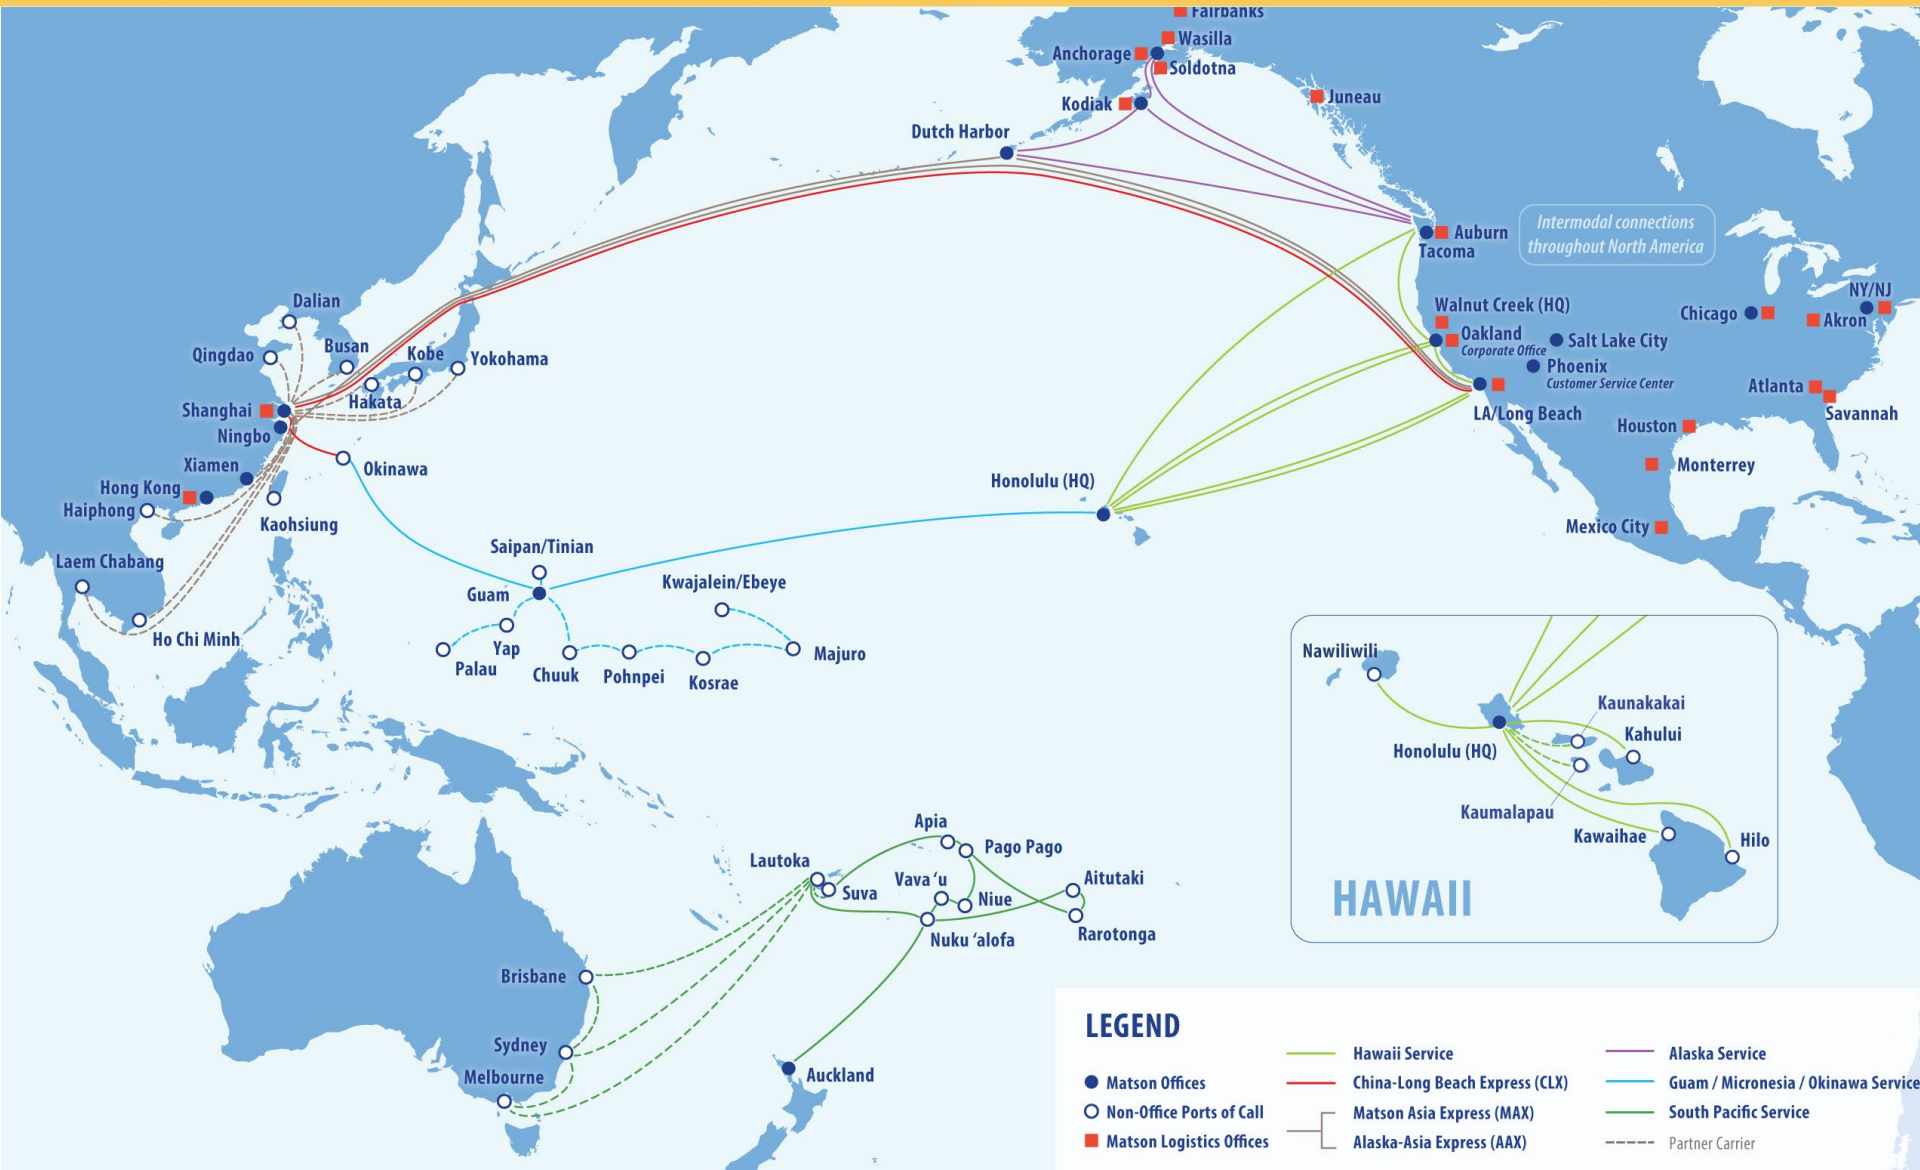 Fairbanks
Wasilla
Anchorage
Soldotna
Kodiak
Juneau
Dutch Harbor
Auburn
Tacoma
Intermodal connections
throughout North America
Walnut Creek (HQ)
Oakland
Corporate Office
Salt Lake City
Phoenix
Customer Service Center
LA/Long Beach
Chicago
NY/NJ
Akron
Atlanta
Savannah
Houston
Monterrey
Mexico City
Dalian
Qingdao
Busan
Kobe
Yokohama
Hakata
Shanghai
Ningbo
Xiamen
Okinawa
Hong Kong
Haiphong
Kaohsiung
Laem Chabang
Ho Chi Minh
Honolulu (HQ)
Saipan/Tinian
Guam
Kwajalein/Ebeye
Yap
Palau
Chuuk
Pohnpei
Kosrae
Majuro
Nawiliwili
Kaunakakai
Kahului
Honolulu (HQ)
Kaumalapau
Kawaihae
Hilo
HAWAII
Apia
Pago Pago
Lautoka
Suva
Vava ‘u
Niue
Aitutaki
Nuku ‘alofa
Rarotonga
Brisbane
Sydney
Melbourne
Auckland
LEGEND
Matson Offices
Non-Office Ports of Call
Matson Logistics Offices
Hawaii Service
China-Long Beach Express (CLX)
Matson Asia Express (MAX)
Alaska-Asia Express (AAX)
Alaska Service
Guam / Micronesia / Okinawa Service
South Pacific Service
Partner Carrier